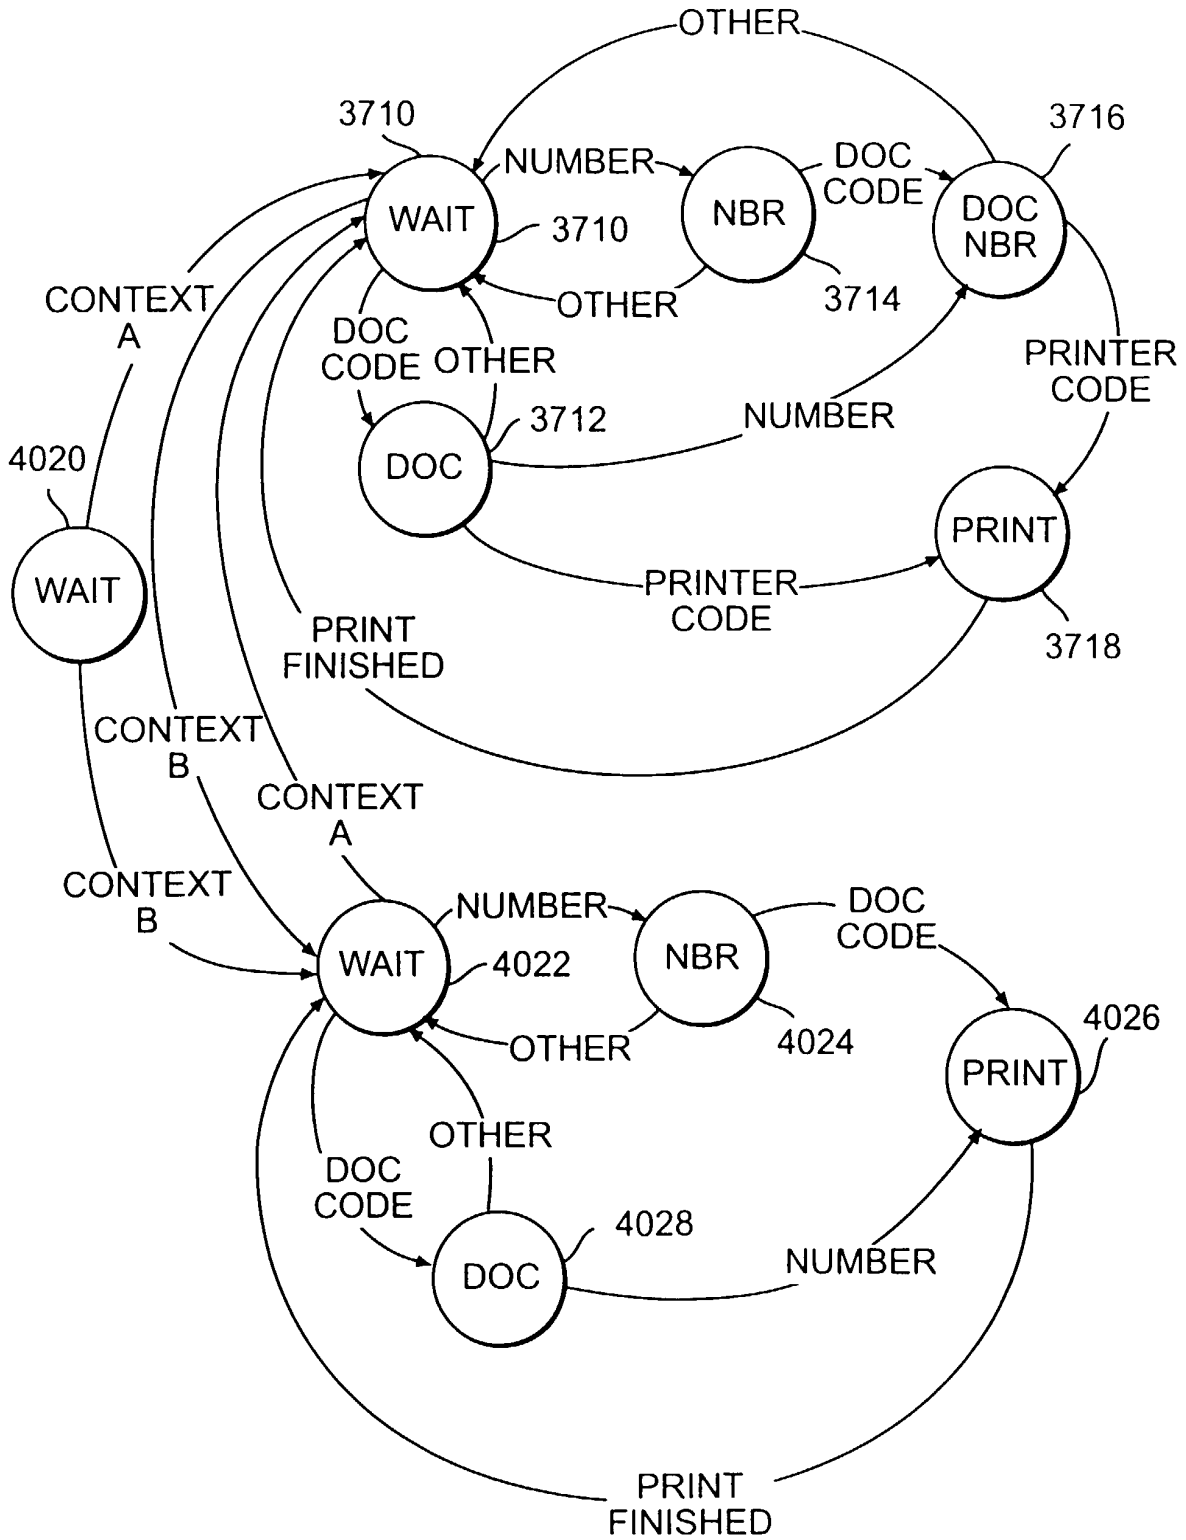 OTHER
3710
3716
NUMBER
DOC
CODE
WAIT
NBR
DOC
NBR
3710
CONTEXT
A
3714
OTHER
DOC
CODE
OTHER
PRINTER
CODE
3712
NUMBER
4020
DOC
PRINT
WAIT
PRINTER
CODE
PRINT
FINISHED
3718
CONTEXT
B
CONTEXT
A
CONTEXT
B
NUMBER
DOC
CODE
WAIT
4022
NBR
4024
4026
OTHER
PRINT
OTHER
DOC
CODE
4028
DOC
NUMBER
PRINT
FINISHED